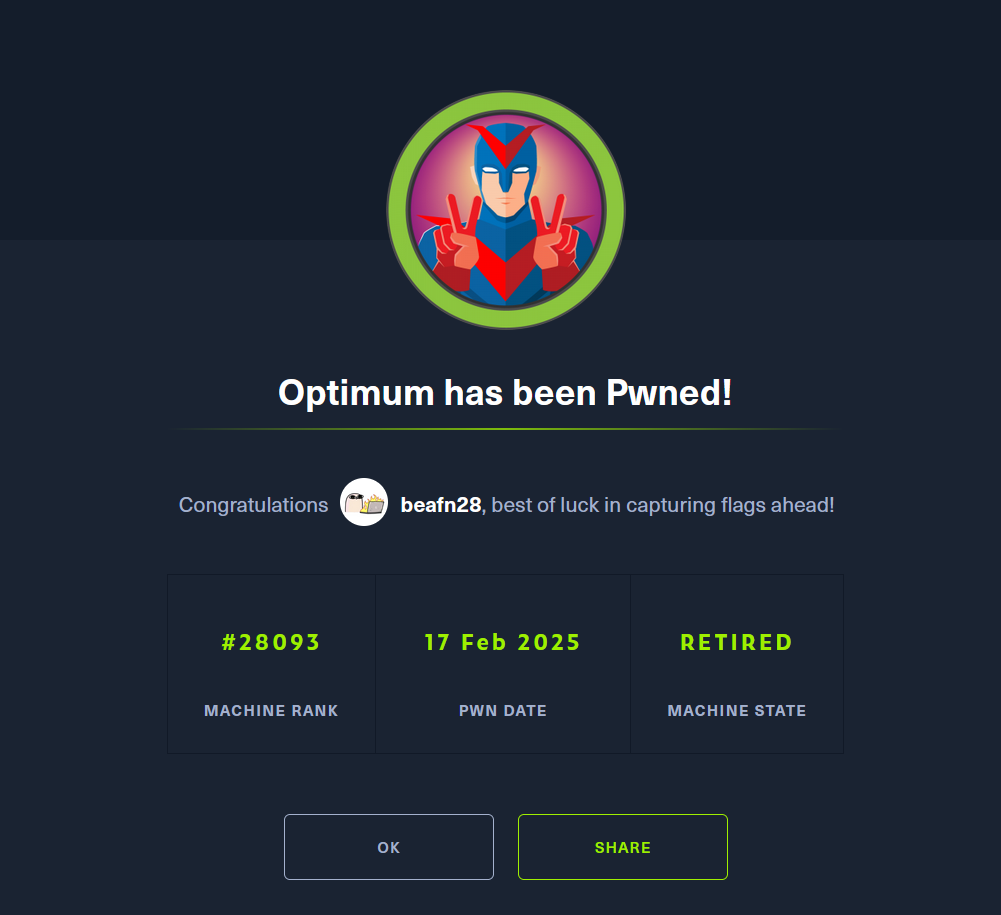 Optimum has been Pwned!
Congratulations beafn28, best of luck in capturing flags ahead!
#28093 17 Feb 2025 RETIRED
MACHINE RANK PWN DATE MACHINE STATE
OK SHARE